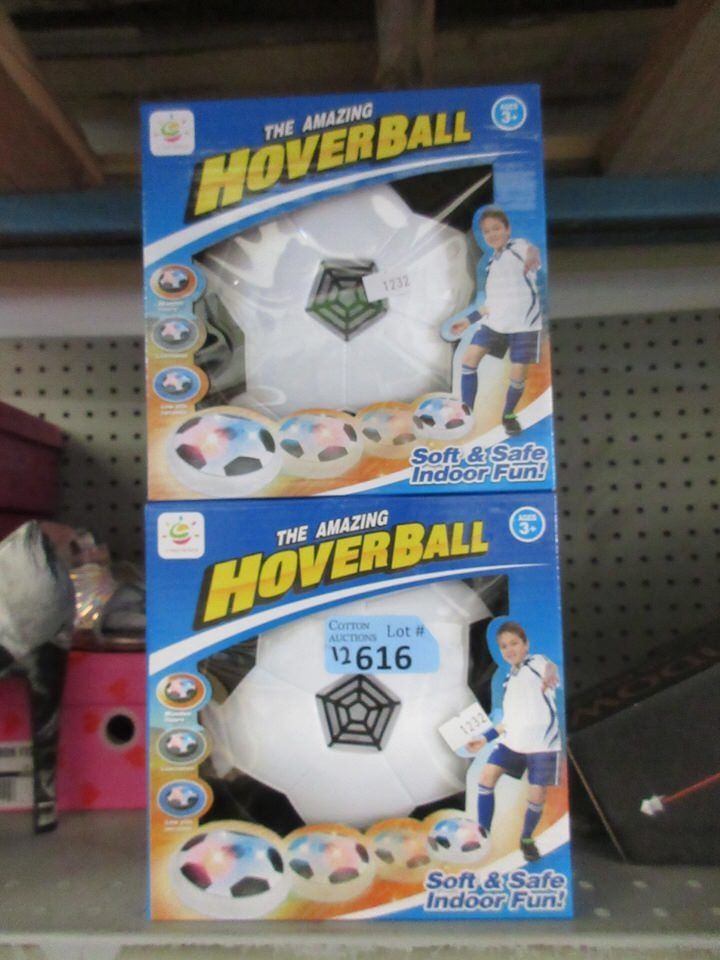 THE AMAZING
HOVERBALL
AGES
3+
1232
Soft & Safe
Indoor Fun!
THE AMAZING
HOVERBALL
AGES
3+
COTTON
AUCTIONS Lot #
12616
1232
Soft & Safe
Indoor Fun!